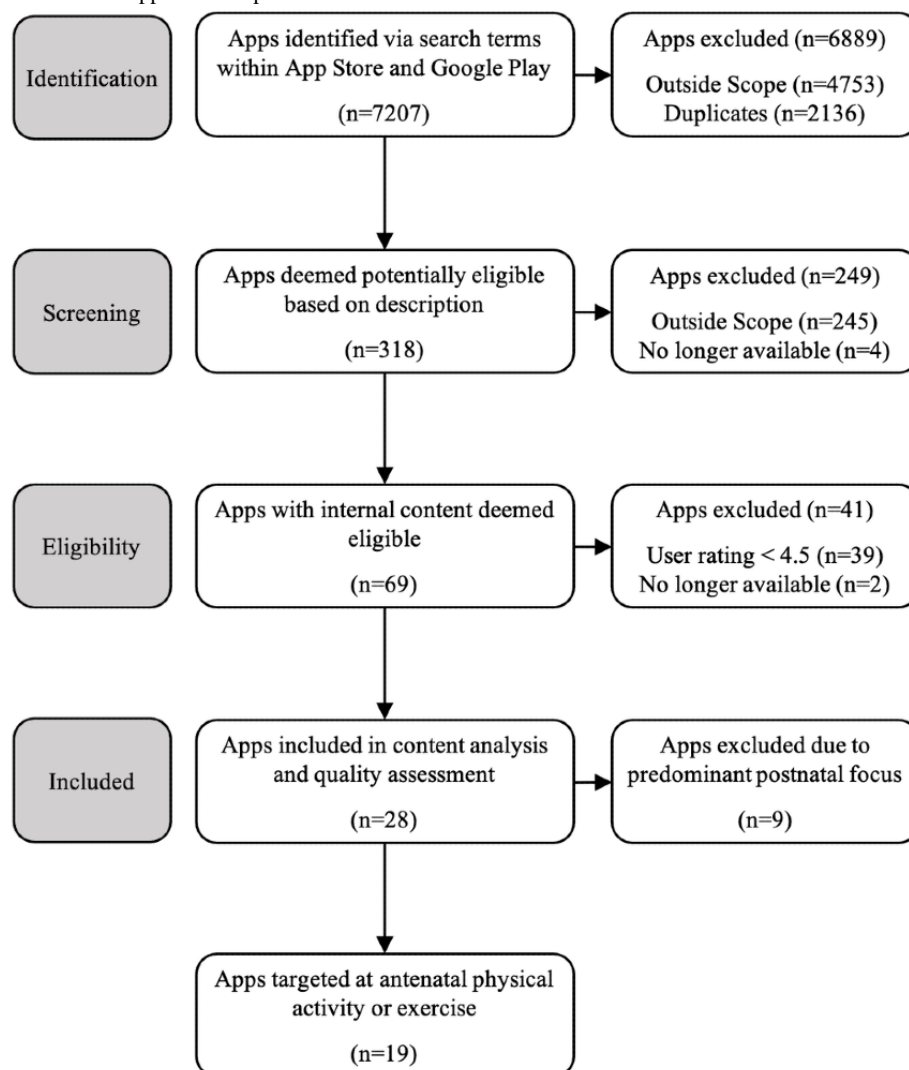 Identification
Apps identified via search terms
within App Store and Google Play
(n=7207)
Apps excluded (n=6889)
Outside Scope (n=4753)
Duplicates (n=2136)
Screening
Apps deemed potentially eligible
based on description
(n=318)
Apps excluded (n=249)
Outside Scope (n=245)
No longer available (n=4)
Eligibility
Apps with internal content deemed
eligible
(n=69)
Apps excluded (n=41)
User rating < 4.5 (n=39)
No longer available (n=2)
Included
Apps included in content analysis
and quality assessment
(n=28)
Apps excluded due to
predominant postnatal focus
(n=9)
Apps targeted at antenatal physical
activity or exercise
(n=19)